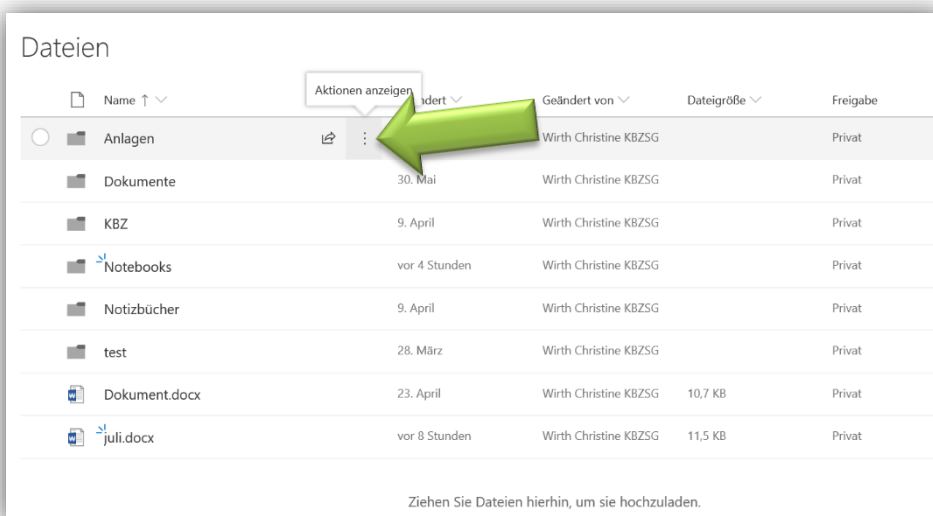 Dateien
Aktionen anzeigen
Name ndert Geändert von Dateigröße Freigabe
Anlagen Wirth Christine KBZSG Privat
Dokumente 30. Mai Wirth Christine KBZSG Privat
KBZ 9. April Wirth Christine KBZSG Privat
Notebooks vor 4 Stunden Wirth Christine KBZSG Privat
Notizbücher 9. April Wirth Christine KBZSG Privat
test 28. März Wirth Christine KBZSG Privat
Dokument.docx 23. April Wirth Christine KBZSG 10,7 KB Privat
juli.docx vor 8 Stunden Wirth Christine KBZSG 11,5 KB Privat
Ziehen Sie Dateien hierhin, um sie hochzuladen.